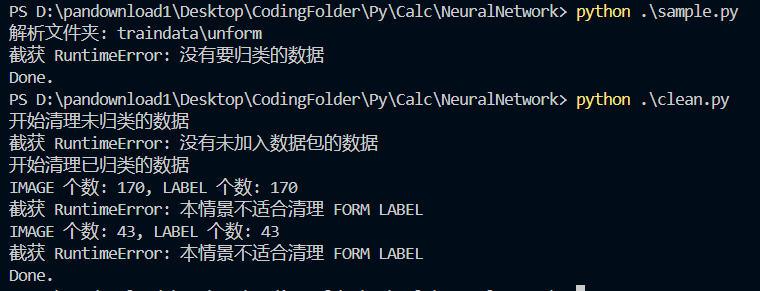 PS D:\pandownload1\Desktop\CodingFolder\Py\Calc\NeuralNetwork> python .\sample.py
解析文件夹: traindata\unform
截获 RuntimeError: 没有要归类的数据
Done.
PS D:\pandownload1\Desktop\CodingFolder\Py\Calc\NeuralNetwork> python .\clean.py
开始清理未归类的数据
截获 RuntimeError: 没有未加入数据包的数据
开始清理已归类的数据
IMAGE 个数: 170, LABEL 个数: 170
截获 RuntimeError: 本情景不适合清理 FORM LABEL
IMAGE 个数: 43, LABEL 个数: 43
截获 RuntimeError: 本情景不适合清理 FORM LABEL
Done.